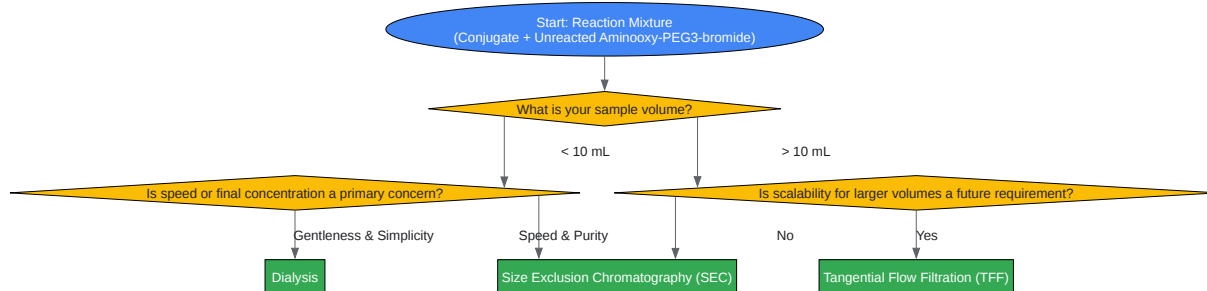 Start: Reaction Mixture
(Conjugate + Unreacted Aminooxy-PEG3-bromide)
What is your sample volume?
< 10 mL
> 10 mL
Is speed or final concentration a primary concern?
Is scalability for larger volumes a future requirement?
Gentleness & Simplicity
Speed & Purity
No
Yes
Dialysis
Size Exclusion Chromatography (SEC)
Tangential Flow Filtration (TFF)